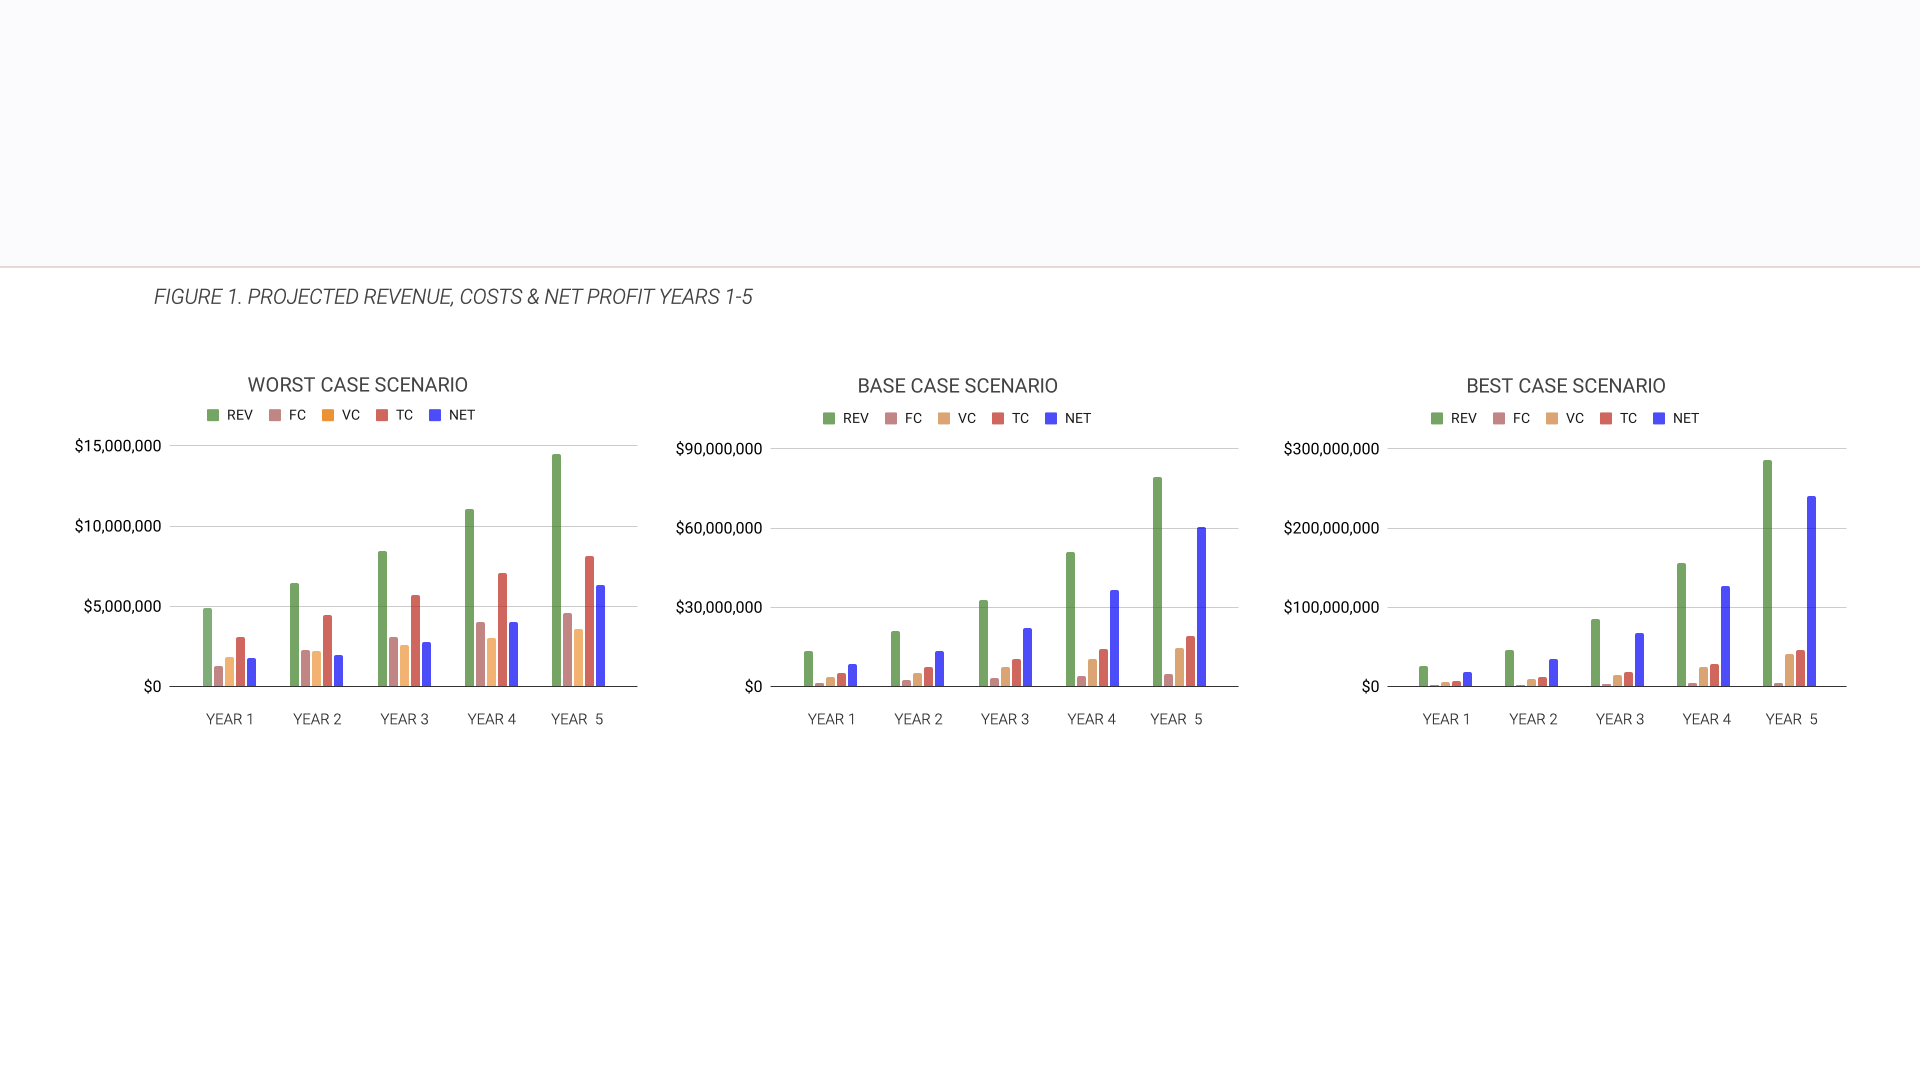 FIGURE 1. PROJECTED REVENUE, COSTS & NET PROFIT YEARS 1-5
WORST CASE SCENARIO
REV FC VC TC NET
$15,000,000
$10,000,000
$5,000,000
$0
YEAR 1 YEAR 2 YEAR 3 YEAR 4 YEAR 5
BASE CASE SCENARIO
REV FC VC TC NET
$90,000,000
$60,000,000
$30,000,000
$0
YEAR 1 YEAR 2 YEAR 3 YEAR 4 YEAR 5
BEST CASE SCENARIO
REV FC VC TC NET
$300,000,000
$200,000,000
$100,000,000
$0
YEAR 1 YEAR 2 YEAR 3 YEAR 4 YEAR 5